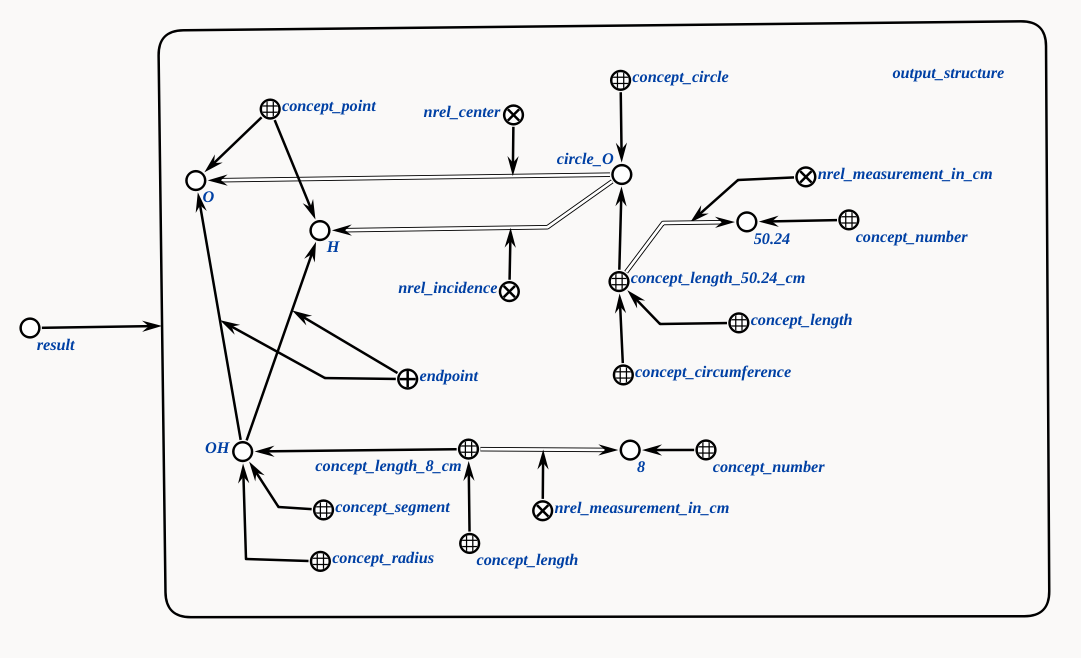 output_structure
concept_circle
concept_point
nrel_center
circle_O
nrel_measurement_in_cm
O
50.24
concept_number
H
concept_length_50.24_cm
nrel_incidence
concept_length
result
endpoint
concept_circumference
OH
concept_length_8_cm
8
concept_number
concept_segment
nrel_measurement_in_cm
concept_radius
concept_length